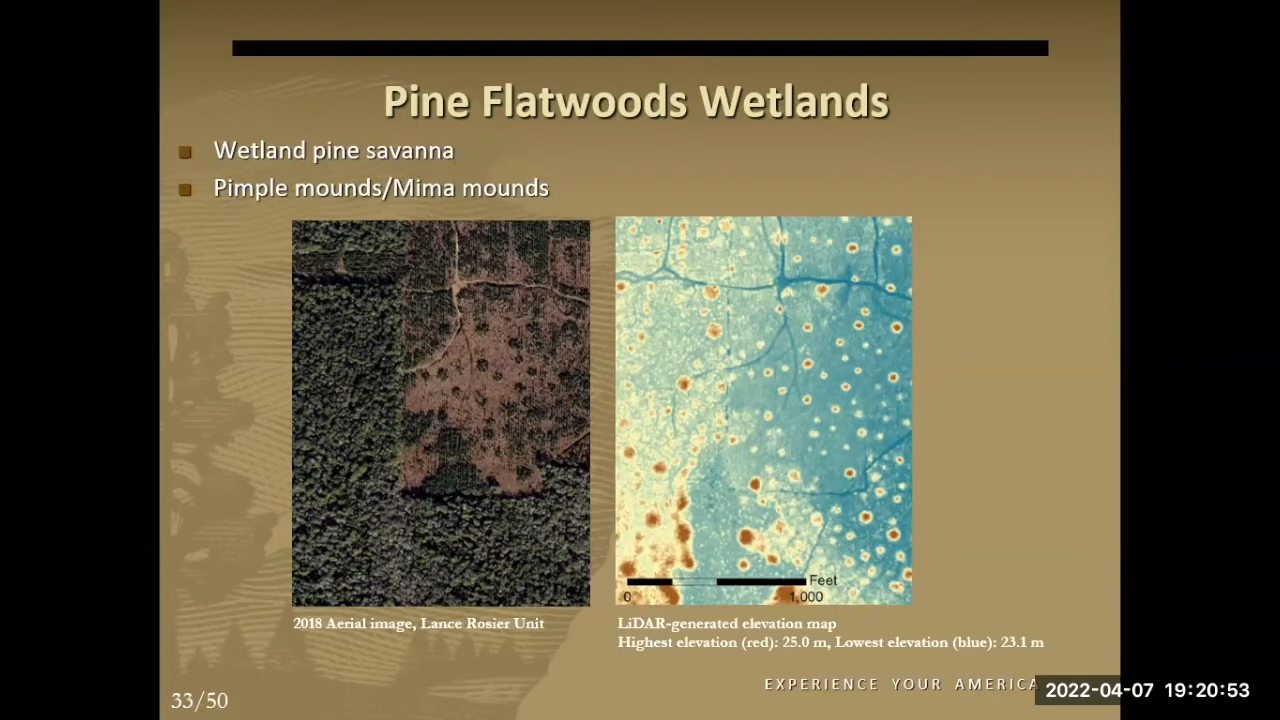 Pine Flatwoods Wetlands
Wetland pine savanna
Pimple mounds/Mima mounds
Feet
0 1,000
2018 Aerial image, Lance Rosier Unit
LiDAR-generated elevation map
Highest elevation (red): 25.0 m, Lowest elevation (blue): 23.1 m
EXPERIENCE YOUR AMERICA
2022-04-07 19:20:53
33/50